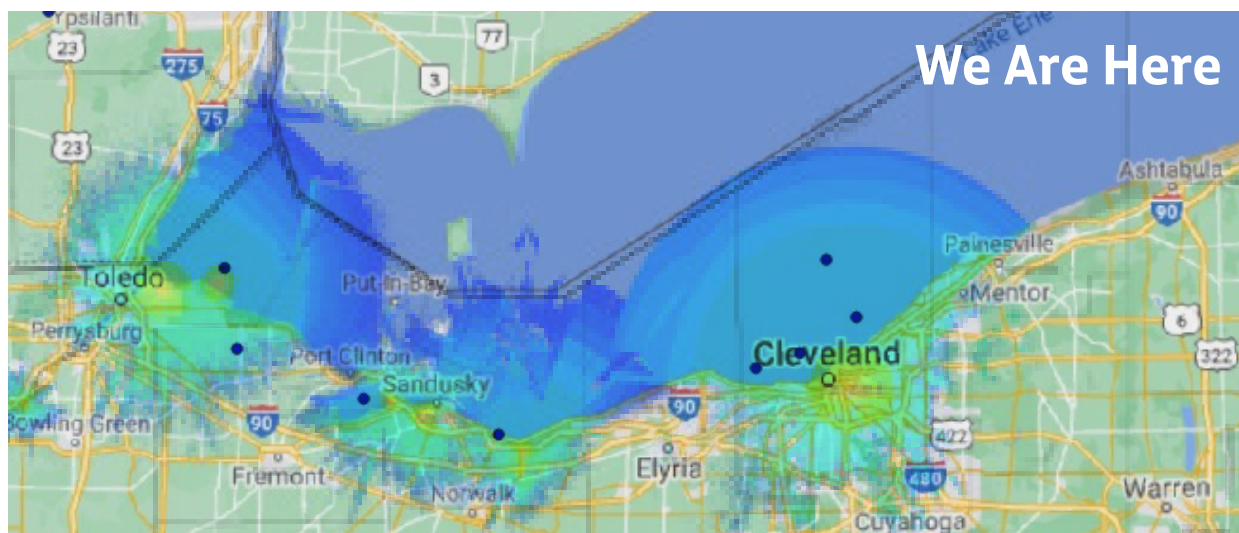 Ypsilanti
23
275
77
3
Lake Erie
We Are Here
75
23
Ashtabula
90
Painesville
Toledo
Put-In-Bay
Mentor
6
Perrysburg
Port Clinton
Cleveland
322
Sandusky
90
90
Bowling Green
422
Elyria
Fremont
480
Norwalk
Warren
Cuyahoga